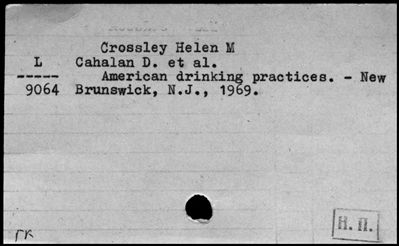 Crossley Helen M
L Cahalan D. et al.
----- American drinking practices. - New
9064 Brunswick, N.J., 1969.
гк
Н. П.